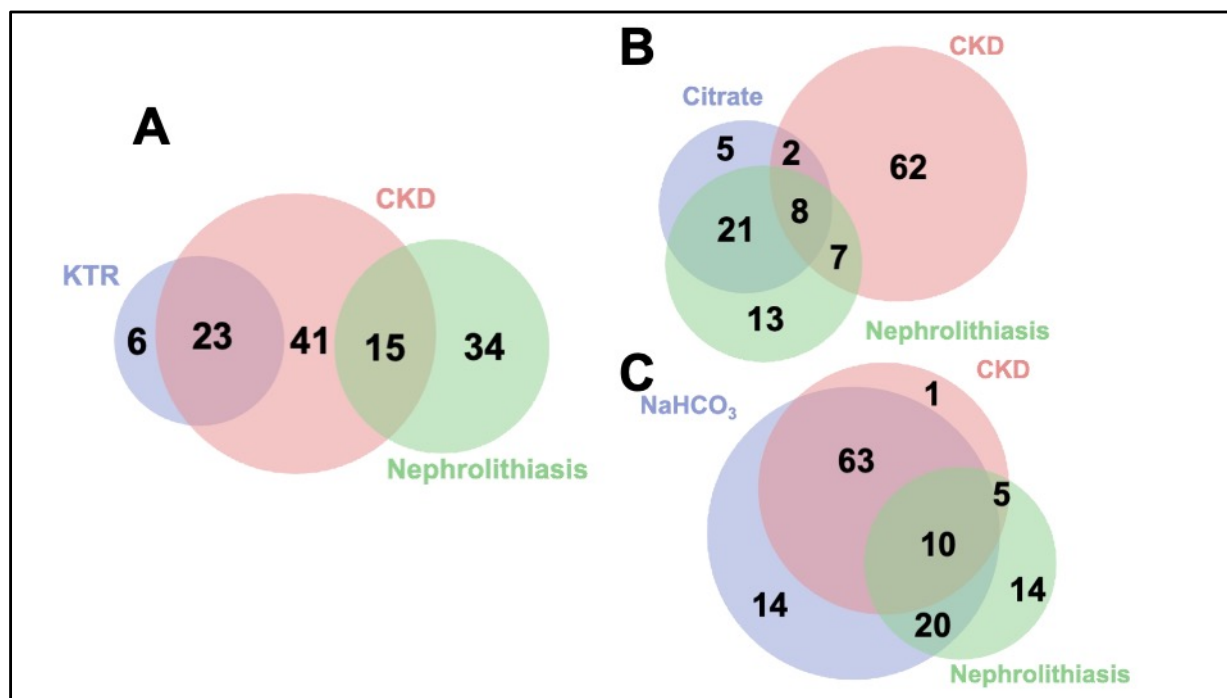 A
KTR
CKD
6
23
41
15
34
Nephrolithiasis
B
Citrate
CKD
5
2
62
21
8
7
13
Nephrolithiasis
C
NaHCO₃
CKD
1
63
5
10
14
14
20
Nephrolithiasis